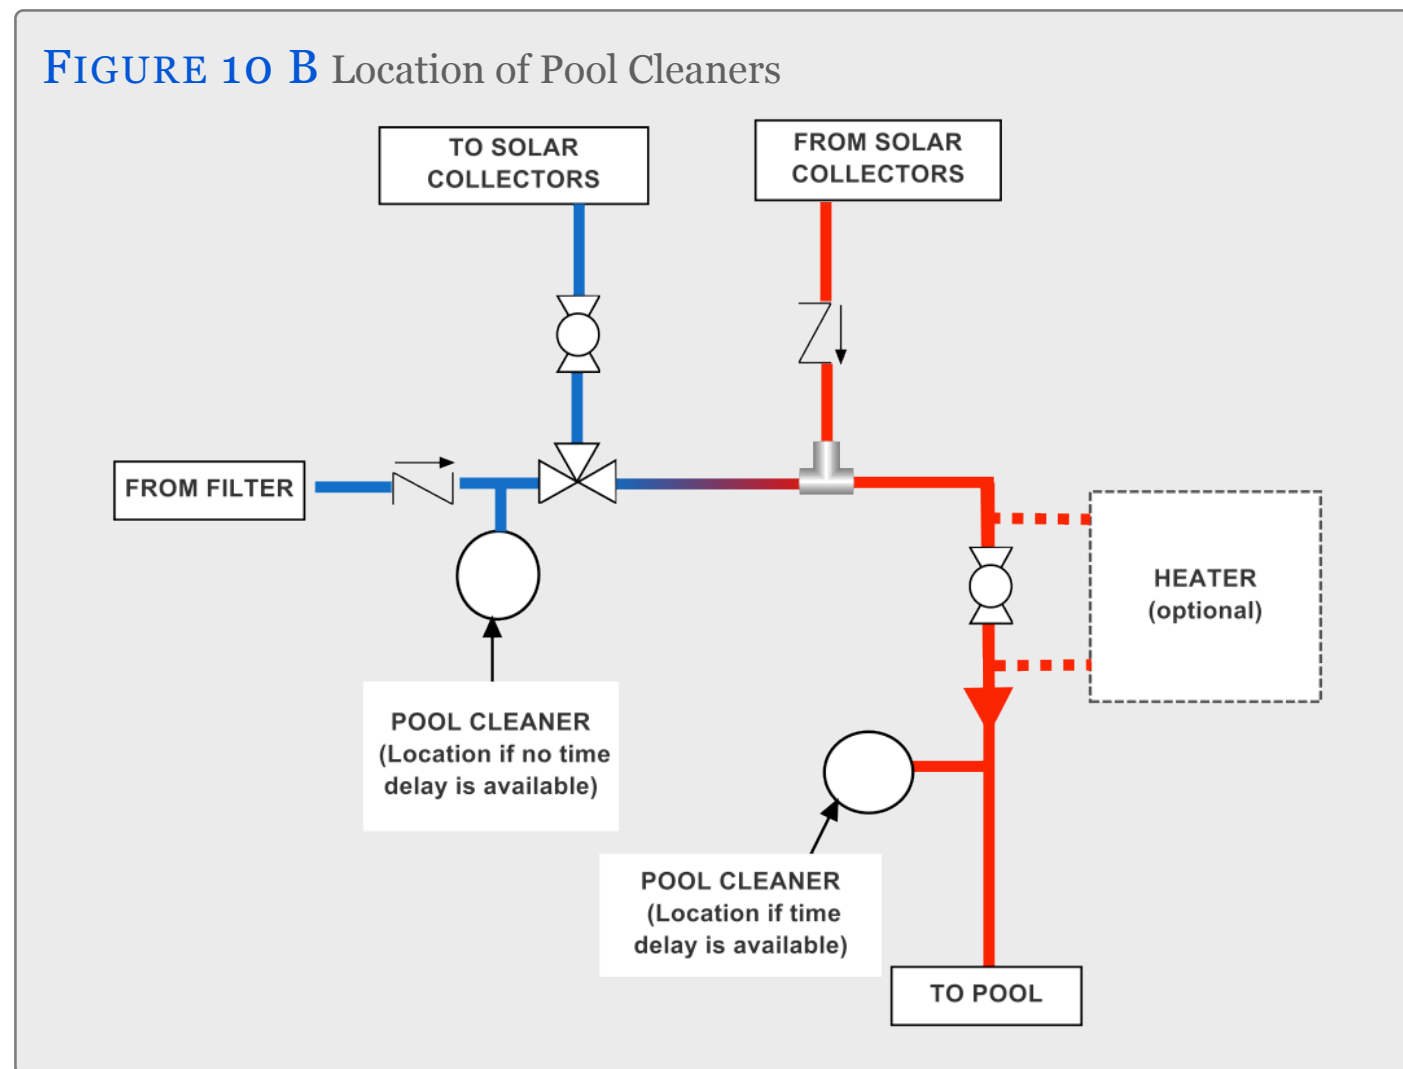 FIGURE 10 B Location of Pool Cleaners
TO SOLAR
COLLECTORS
FROM SOLAR
COLLECTORS
FROM FILTER
HEATER
(optional)
POOL CLEANER
(Location if no time
delay is available)
POOL CLEANER
(Location if time
delay is available)
TO POOL